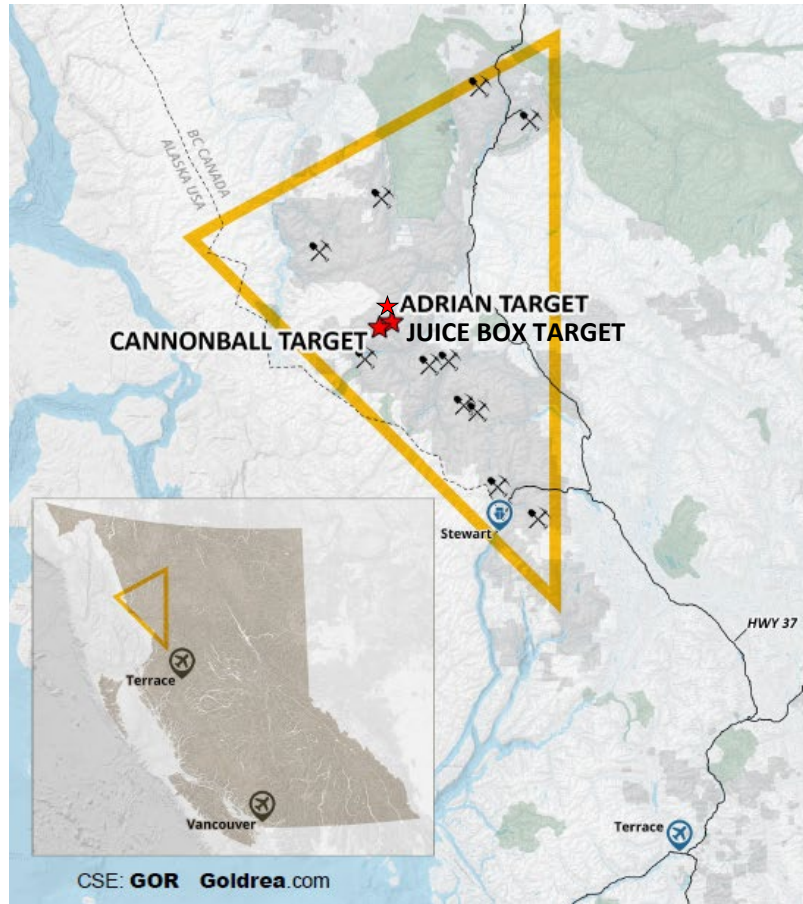 BC CANADA
ALASKA USA
ADRIAN TARGET
JUICE BOX TARGET
CANNONBALL TARGET
Stewart
HWY 37
Terrace
Vancouver
Terrace
CSE: GOR Goldrea.com